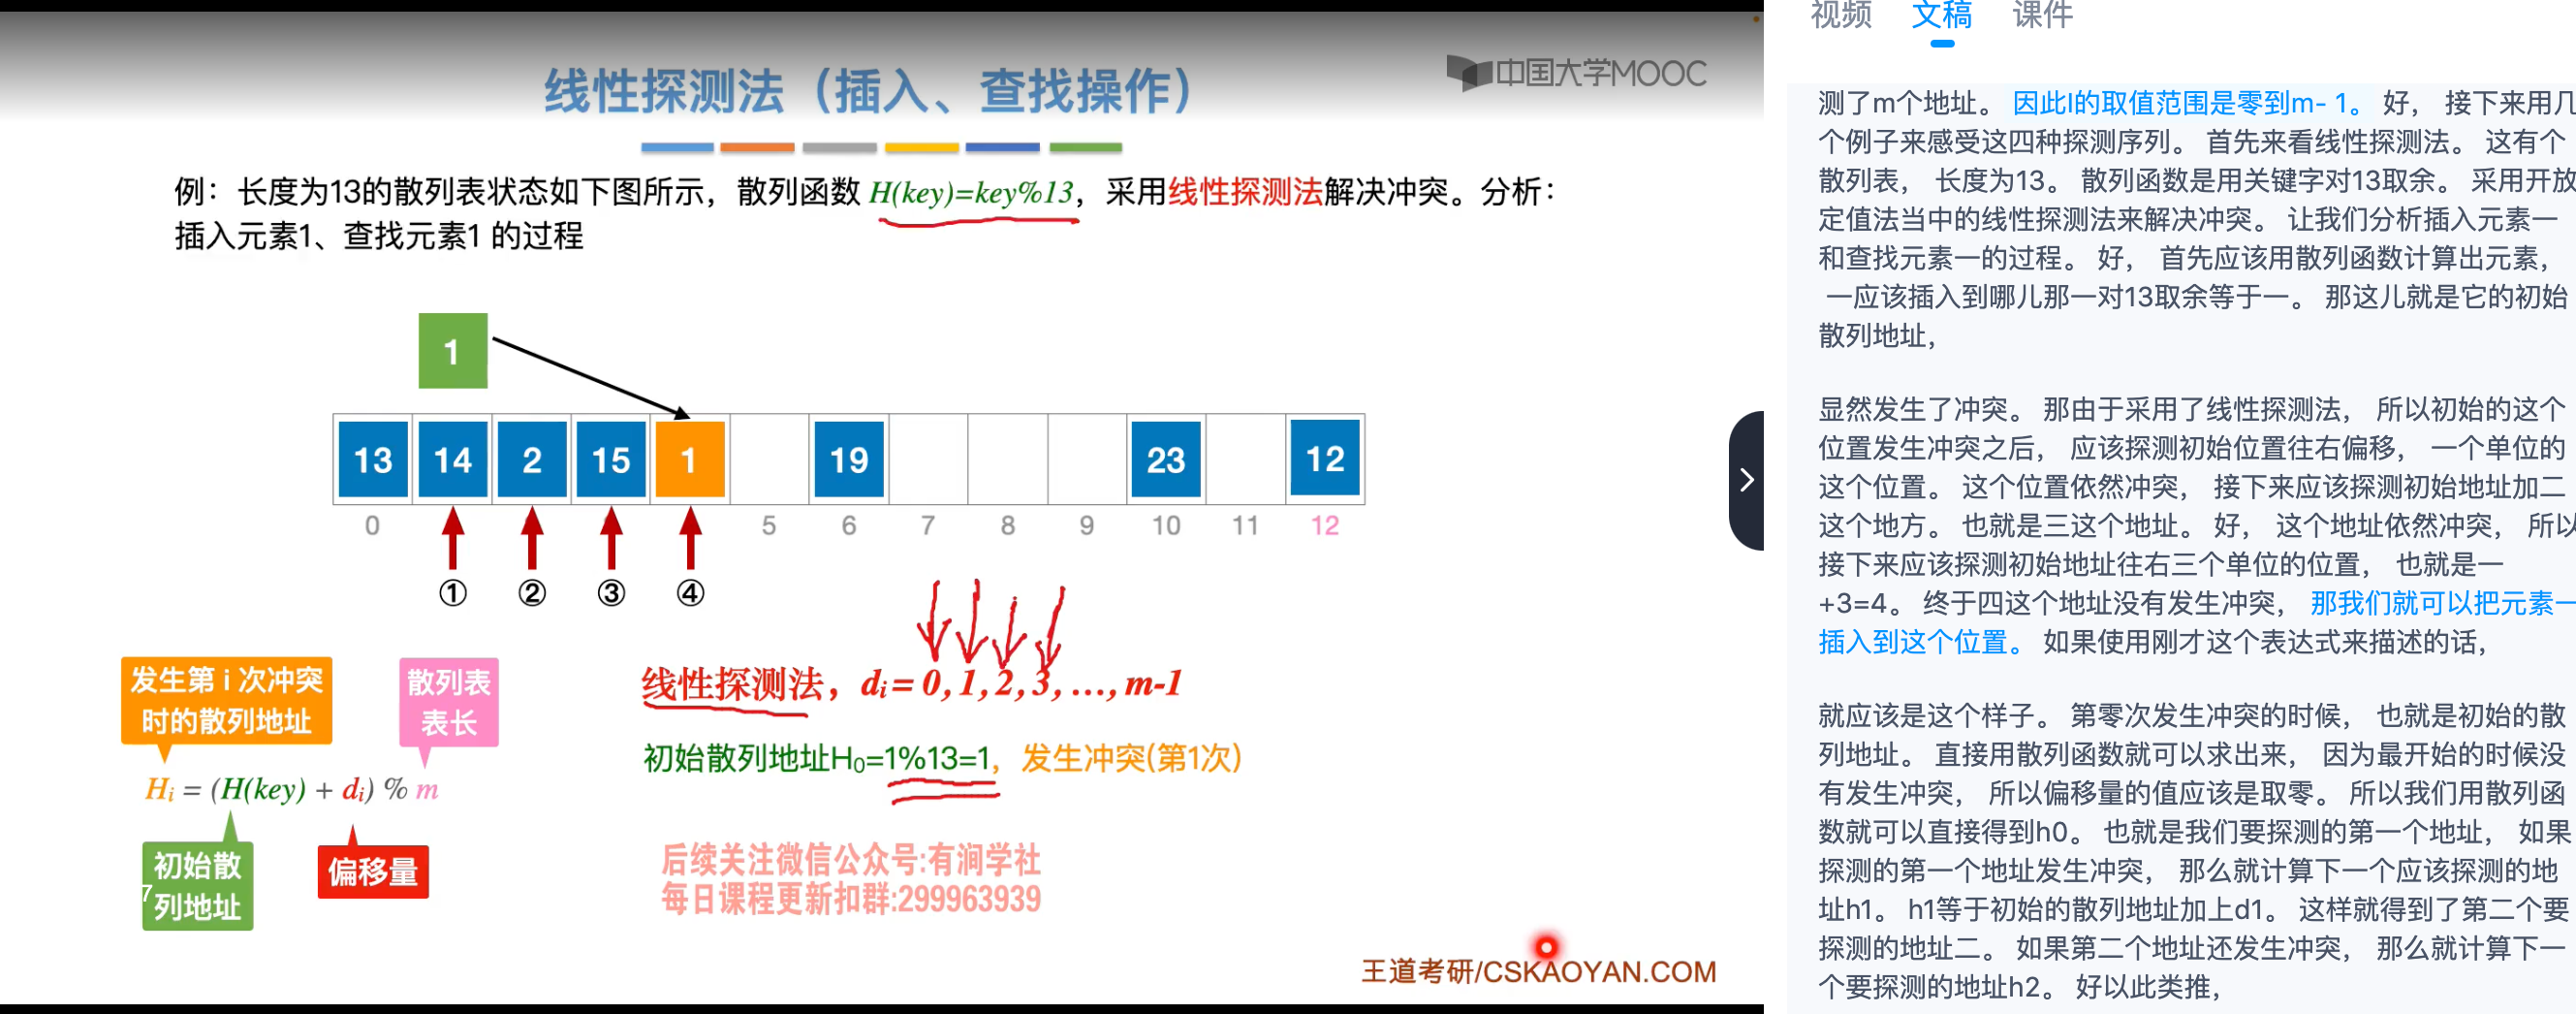 中国大学MOOC
线性探测法（插入、查找操作）
例：长度为13的散列表状态如下图所示，散列函数 H(key)=key%13，采用线性探测法解决冲突。分析：
插入元素1、查找元素1 的过程
1
13 14 2 15 1 19 23 12
0 5 6 7 8 9 10 11 12
① ② ③ ④
发生第 i 次冲突
时的散列地址
散列表
表长
Hi = (H(key) + di) % m
初始散
列地址
偏移量
7
线性探测法，di = 0, 1, 2, 3, …, m-1
初始散列地址H₀=1%13=1，发生冲突(第1次)
后续关注微信公众号:有涧学社
每日课程更新扣群:299963939
王道考研/CSKAOYAN.COM
视频 文稿 课件
测了m个地址。 因此I的取值范围是零到m- 1。 好， 接下来用几
个例子来感受这四种探测序列。 首先来看线性探测法。 这有个
散列表， 长度为13。 散列函数是用关键字对13取余。 采用开放
定值法当中的线性探测法来解决冲突。 让我们分析插入元素一
和查找元素一的过程。 好， 首先应该用散列函数计算出元素，
一应该插入到哪儿那一对13取余等于一。 那这儿就是它的初始
散列地址，
显然发生了冲突。 那由于采用了线性探测法， 所以初始的这个
位置发生冲突之后， 应该探测初始位置往右偏移， 一个单位的
这个位置。 这个位置依然冲突， 接下来应该探测初始地址加二
这个地方。 也就是三这个地址。 好， 这个地址依然冲突， 所以
接下来应该探测初始地址往右三个单位的位置， 也就是一
+3=4。 终于四这个地址没有发生冲突， 那我们就可以把元素一
插入到这个位置。 如果使用刚才这个表达式来描述的话，
就应该是这个样子。 第零次发生冲突的时候， 也就是初始的散
列地址。 直接用散列函数就可以求出来， 因为最开始的时候没
有发生冲突， 所以偏移量的值应该是取零。 所以我们用散列函
数就可以直接得到h0。 也就是我们要探测的第一个地址， 如果
探测的第一个地址发生冲突， 那么就计算下一个应该探测的地
址h1。 h1等于初始的散列地址加上d1。 这样就得到了第二个要
探测的地址二。 如果第二个地址还发生冲突， 那么就计算下一
个要探测的地址h2。 好以此类推，